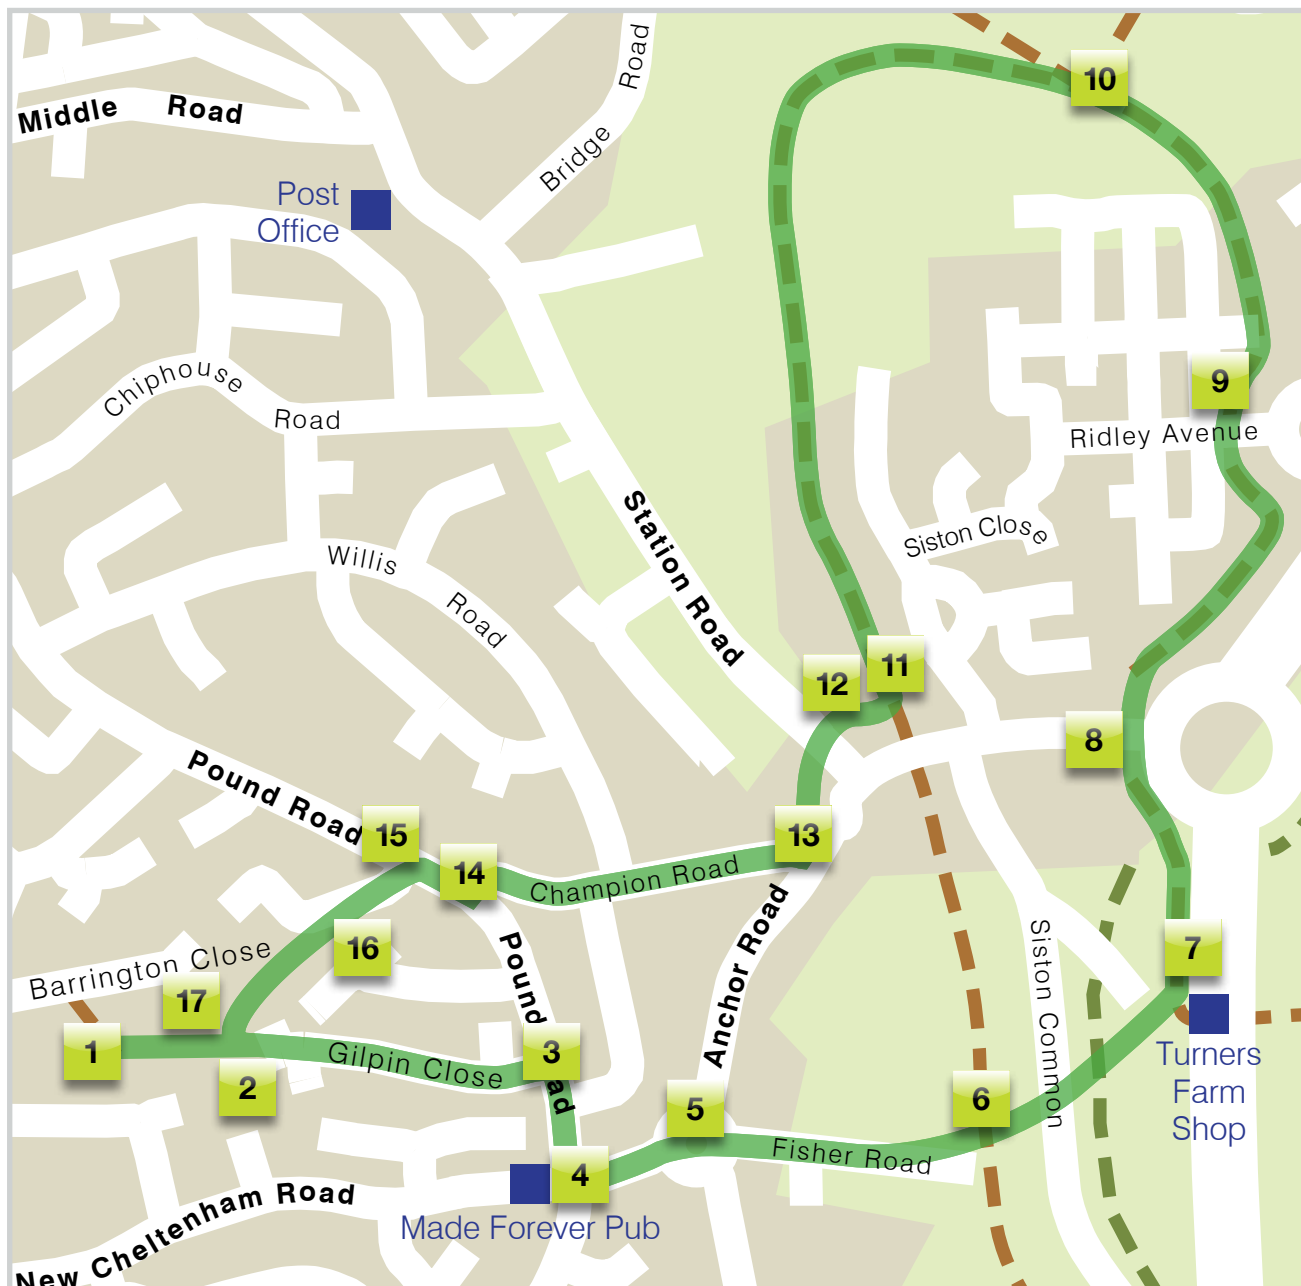 Middle Road
Bridge Road
Post
Office
10
9
Chiphouse Road
Ridley Avenue
Station Road
Siston Close
Willis Road
11
12
8
Pound Road
15
13
14
Champion Road
Anchor Road
16
Barrington Close
17
7
Pound Road
Siston Common
1
Gilpin Close
3
2
5
6
Turners
Farm
Shop
4
Fisher Road
New Cheltenham Road
Made Forever Pub